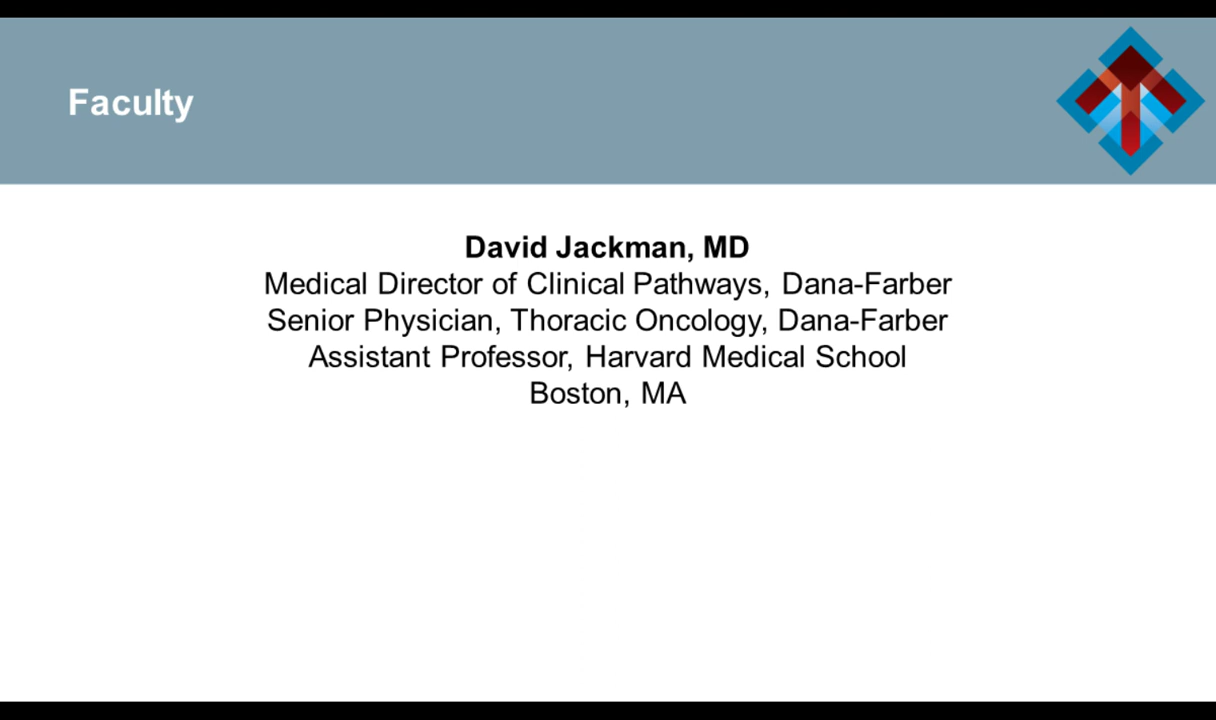 Faculty
David Jackman, MD
Medical Director of Clinical Pathways, Dana-Farber
Senior Physician, Thoracic Oncology, Dana-Farber
Assistant Professor, Harvard Medical School
Boston, MA